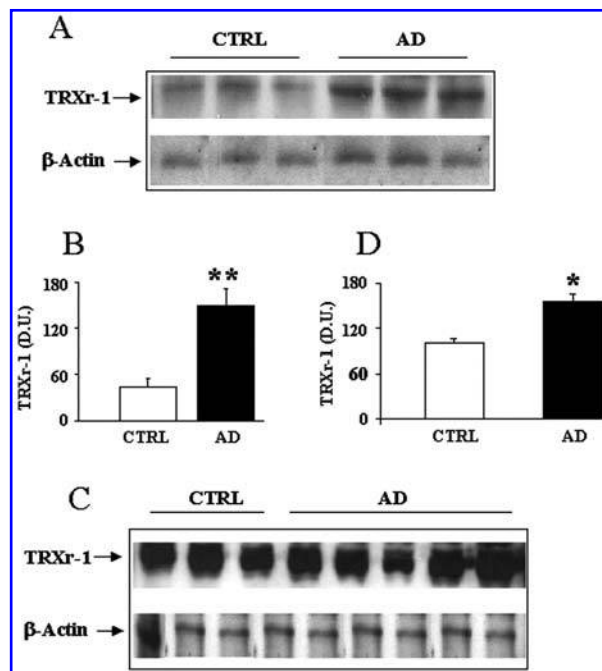 A
CTRL AD
TRXr-1
β-Actin
B
**
TRXr-1 (D.U.)
180
120
60
0
CTRL AD
D
*
TRXr-1 (D.U.)
180
120
60
0
CTRL AD
C
CTRL AD
TRXr-1
β-Actin